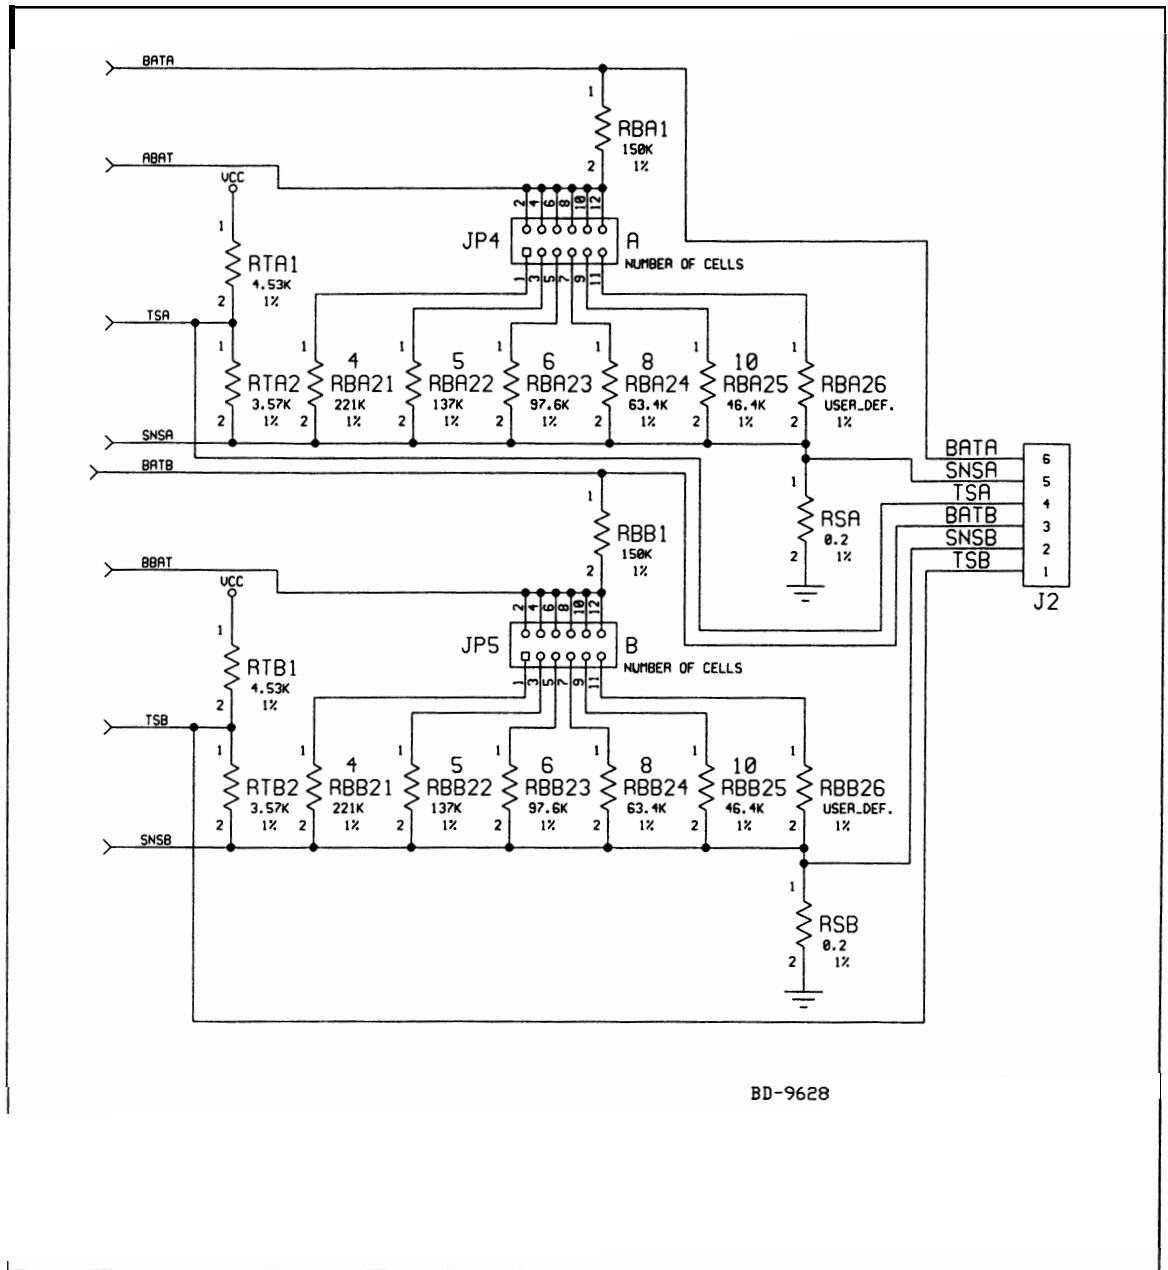 BATA
1
RBA1
150K
2
1%
ABAT
VCC
2 4 6 8 10 12
1
JP4
A
NUMBER OF CELLS
RTA1
4.53K
2
1%
1 3 5 7 9 11
TSA
1 1 1 1 1 1 1
4 5 6 8 10
RTA2 RBA21 RBA22 RBA23 RBA24 RBA25 RBA26
3.57K 221K 137K 97.6K 63.4K 46.4K USER_DEF.
2 1% 2 1% 2 1% 2 1% 2 1% 2 1% 2 1%
SNSA
BATB
BATA 6
SNSA 5
TSA 4
BATB 3
SNSB 2
TSB 1
J2
1
RSA
0.2
2
1%
1
RBB1
150K
2
1%
BBAT
VCC
2 4 6 8 10 12
1
JP5
B
NUMBER OF CELLS
RTB1
4.53K
2
1%
1 3 5 7 9 11
TSB
1 1 1 1 1 1 1
4 5 6 8 10
RTB2 RBB21 RBB22 RBB23 RBB24 RBB25 RBB26
3.57K 221K 137K 97.6K 63.4K 46.4K USER_DEF.
2 1% 2 1% 2 1% 2 1% 2 1% 2 1% 2 1%
SNSB
1
RSB
0.2
2
1%
BD-9628